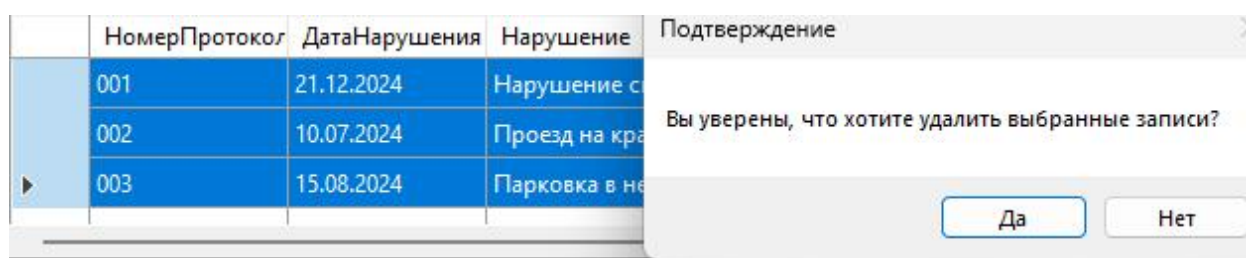 НомерПротокол ДатаНарушения Нарушение
001 21.12.2024 Нарушение
002 10.07.2024 Проезд на
003 15.08.2024 Парковка в
Подтверждение
Вы уверены, что хотите удалить выбранные записи?
Да Нет